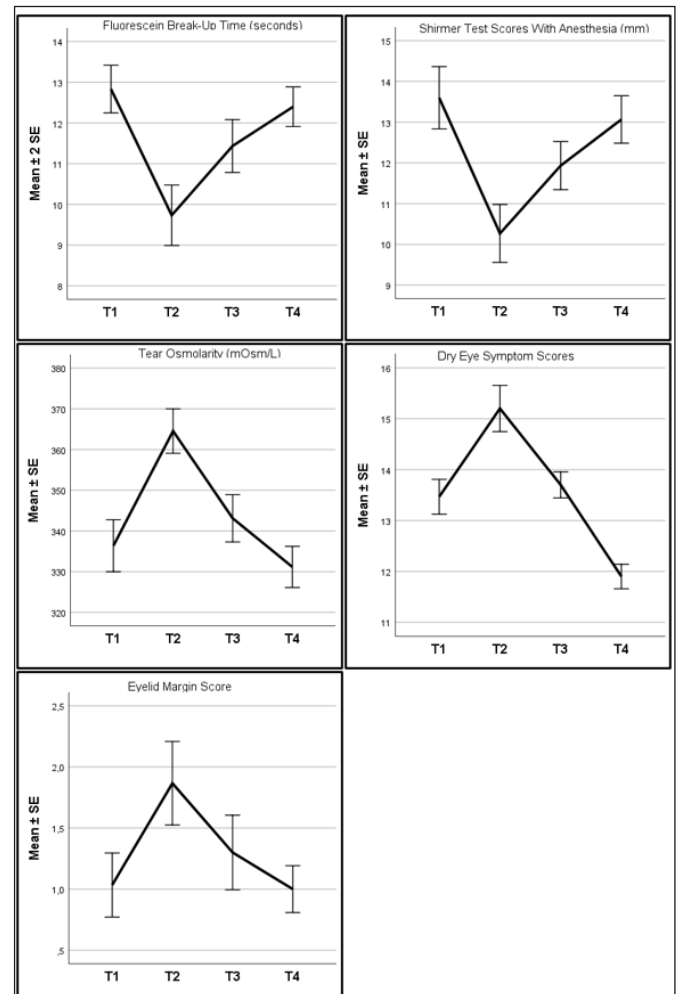 Fluorescein Break-Up Time (seconds)
Mean ± 2 SE
14
13
12
11
10
9
8
T1 T2 T3 T4
Shirmer Test Scores With Anesthesia (mm)
Mean ± SE
15
14
13
12
11
10
9
T1 T2 T3 T4
Tear Osmolarity (mOsm/L)
Mean ± SE
380
370
360
350
340
330
320
T1 T2 T3 T4
Dry Eye Symptom Scores
Mean ± SE
16
15
14
13
12
11
T1 T2 T3 T4
Eyelid Margin Score
Mean ± SE
2,5
2,0
1,5
1,0
,5
T1 T2 T3 T4